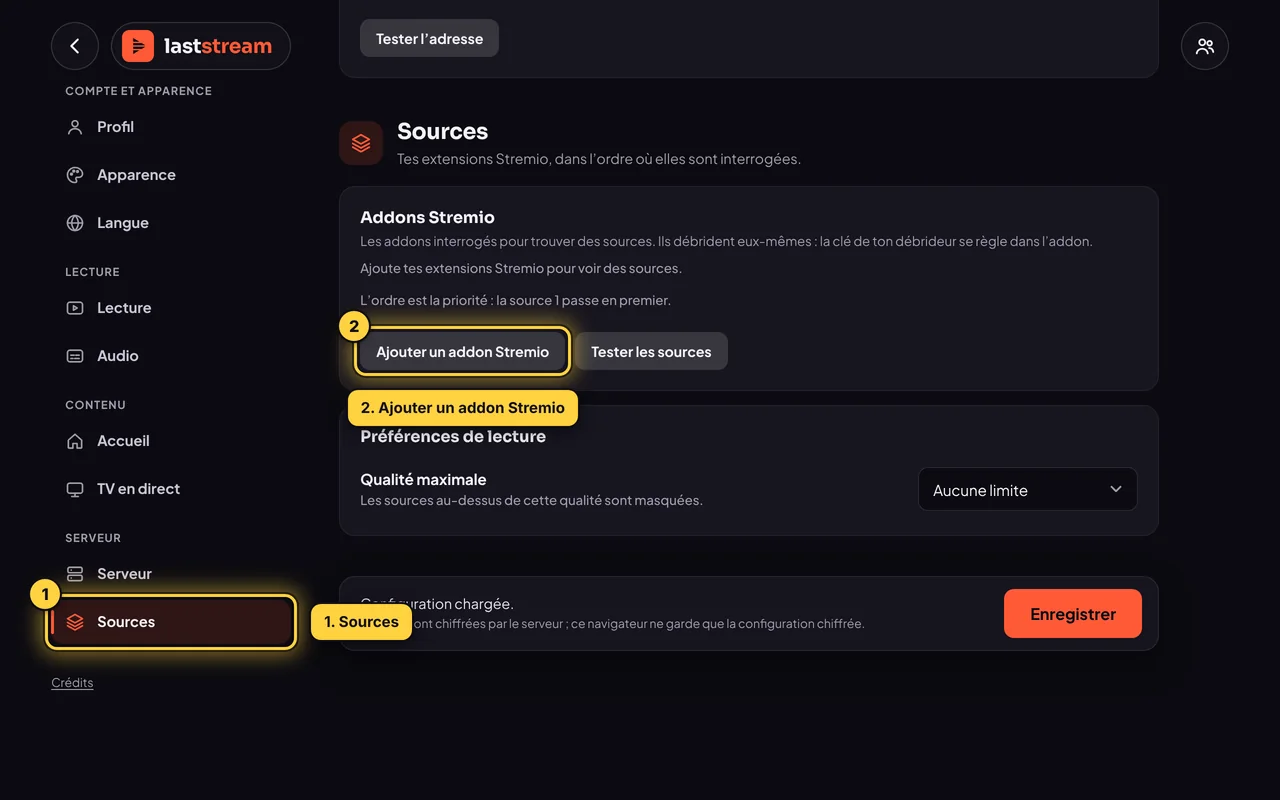 laststream
COMPTE ET APPARENCE
Profil
Apparence
Langue
LECTURE
Lecture
Audio
CONTENU
Accueil
TV en direct
SERVEUR
Serveur
1
Sources
Crédits
Tester l’adresse
Sources
Tes extensions Stremio, dans l’ordre où elles sont interrogées.
Addons Stremio
Les addons interrogés pour trouver des sources. Ils débrident eux-mêmes : la clé de ton débrideur se règle dans l’addon.
Ajoute tes extensions Stremio pour voir des sources.
L’ordre est la priorité : la source 1 passe en premier.
2
Ajouter un addon Stremio
Tester les sources
2. Ajouter un addon Stremio
Préférences de lecture
Qualité maximale
Les sources au-dessus de cette qualité sont masquées.
Aucune limite
Configuration chargée.
1. Sources
ont chiffrées par le serveur ; ce navigateur ne garde que la configuration chiffrée.
Enregistrer